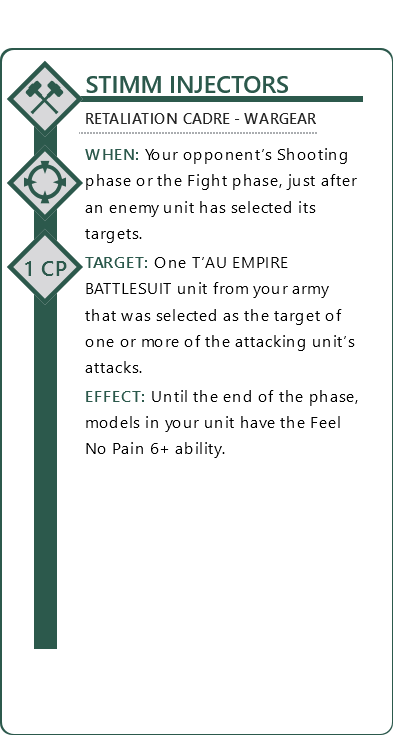 STIMM INJECTORS
RETALIATION CADRE - WARGEAR
WHEN: Your opponent's Shooting
phase or the Fight phase, just after
an enemy unit has selected its
targets.
1 CP
TARGET: One T'AU EMPIRE
BATTLESUIT unit from your army
that was selected as the target of
one or more of the attacking unit's
attacks.
EFFECT: Until the end of the phase,
models in your unit have the Feel
No Pain 6+ ability.